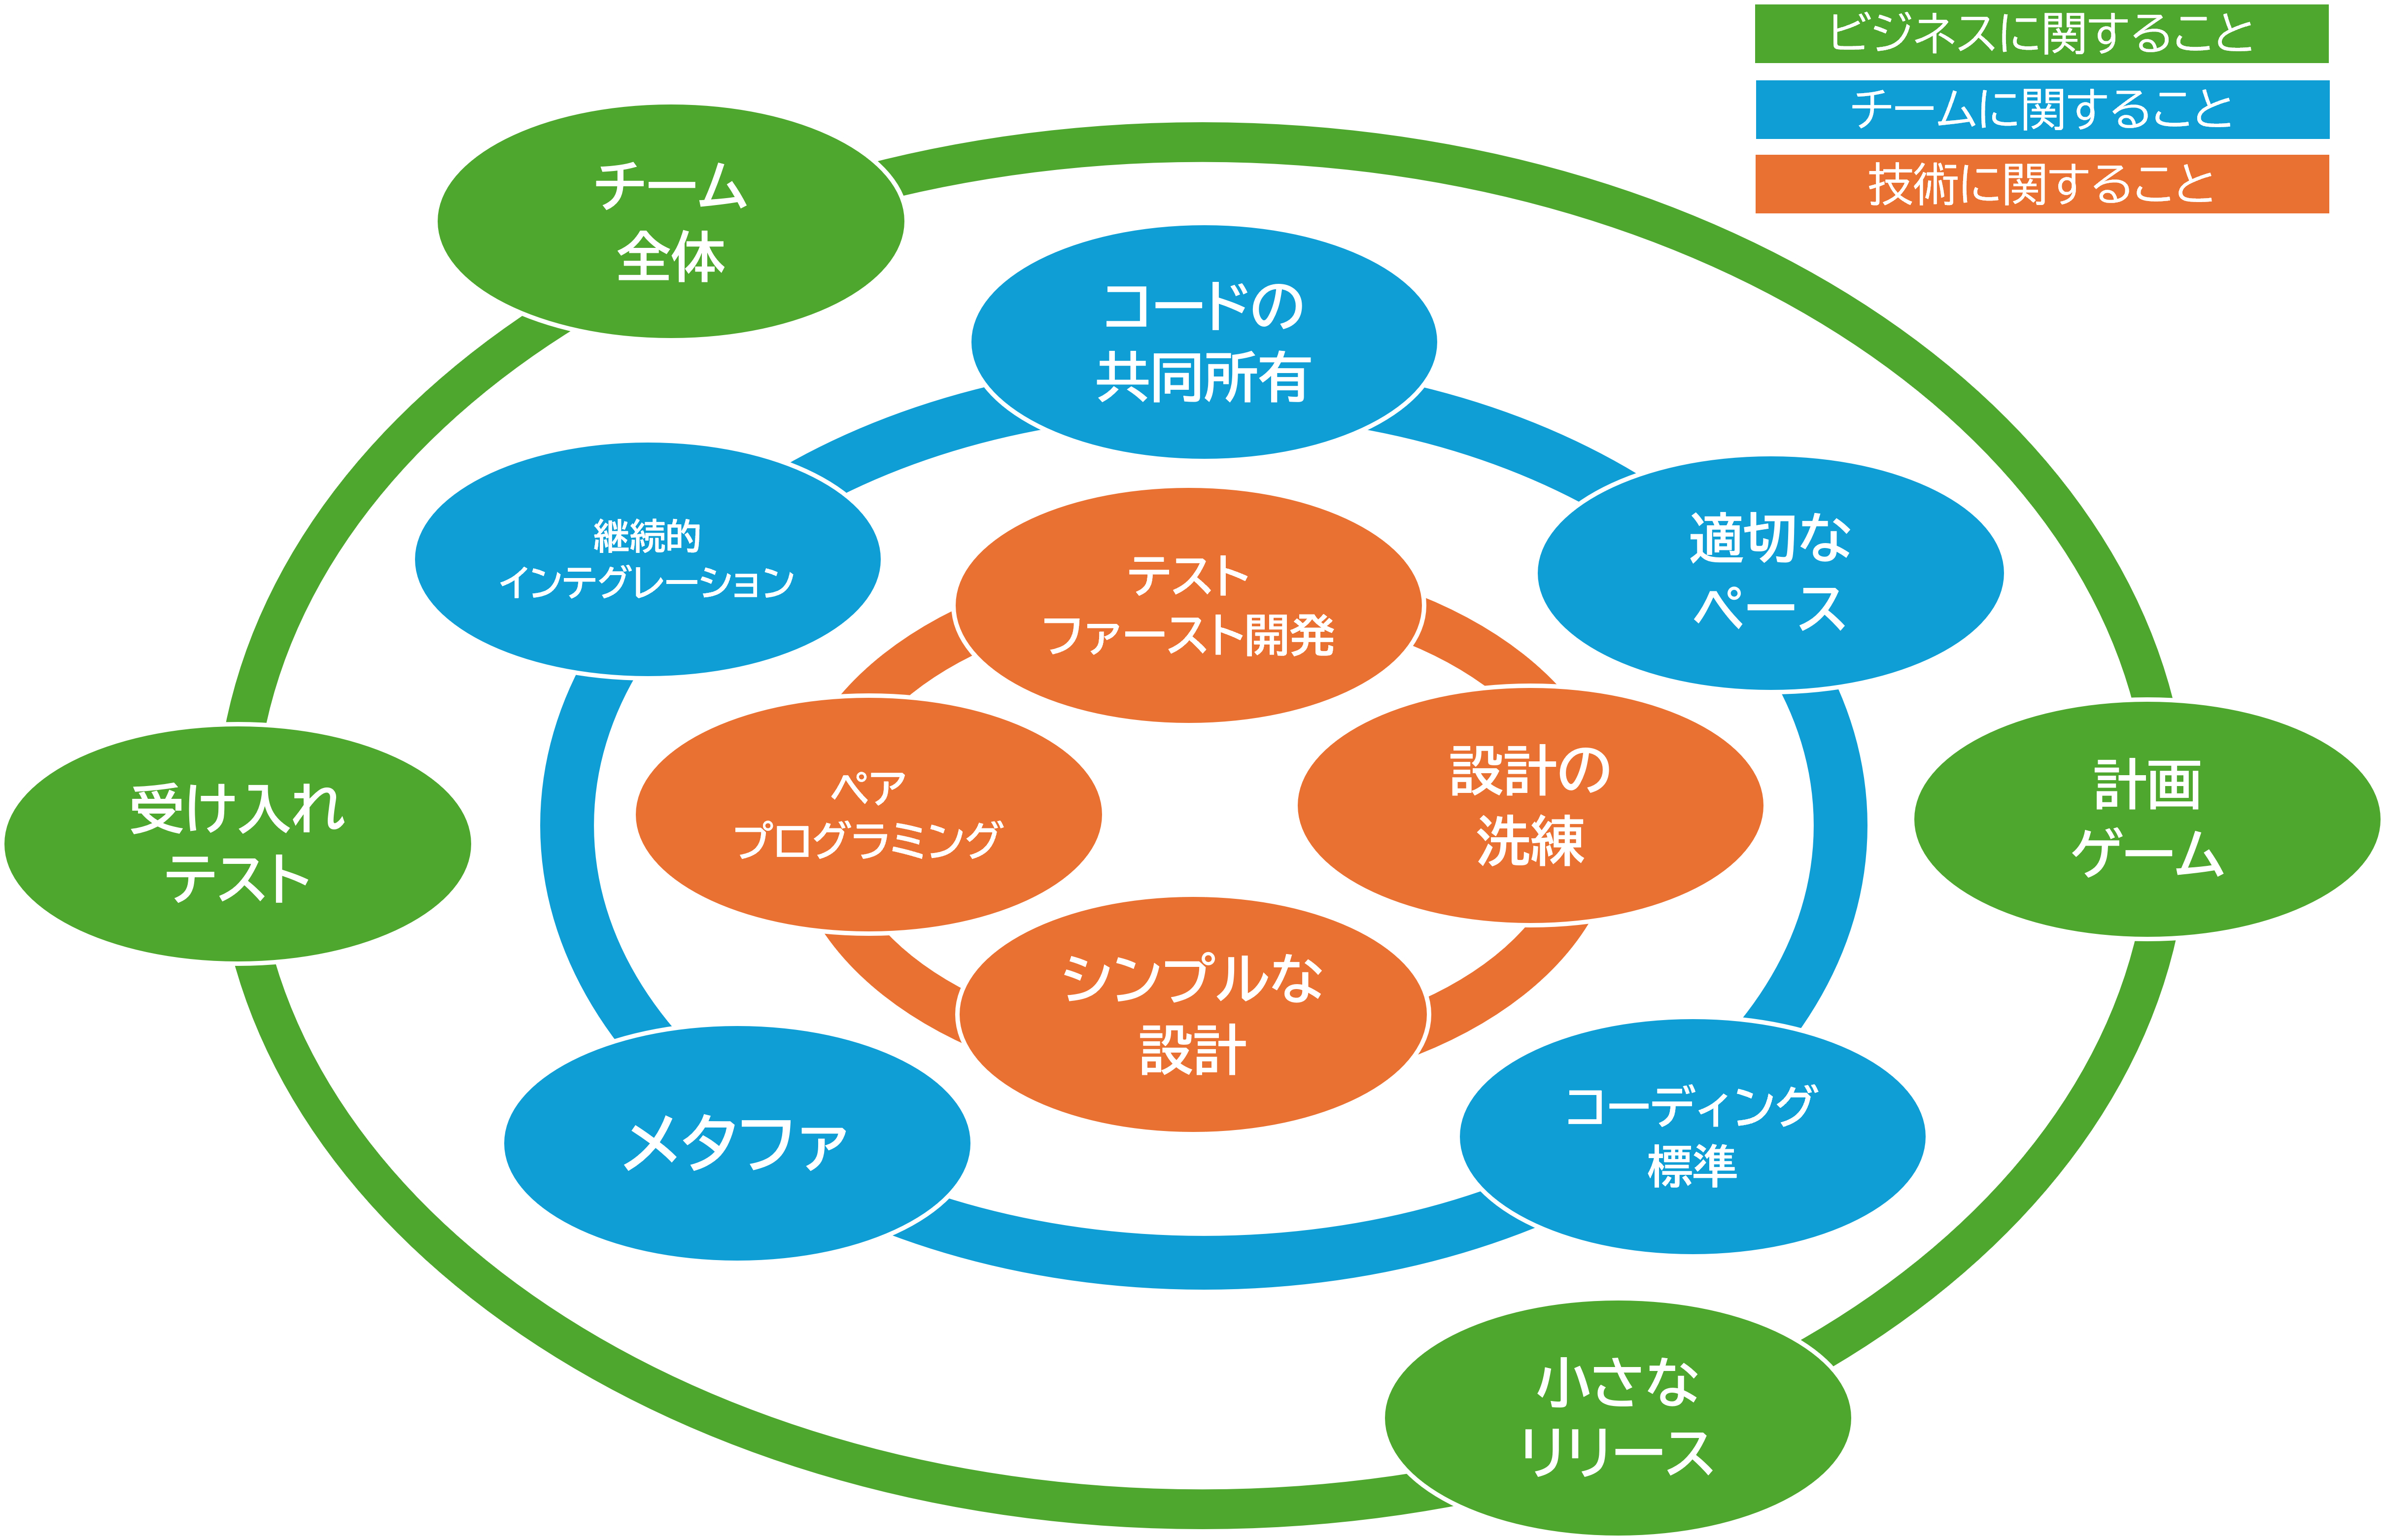 ビジネスに関すること
チームに関すること
技術に関すること
チーム
全体
コードの
共同所有
継続的
インテグレーション
適切な
ペース
テスト
ファースト開発
ペア
プログラミング
設計の
洗練
受け入れ
テスト
計画
ゲーム
シンプルな
設計
メタファ
コーディング
標準
小さな
リリース